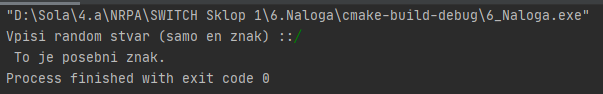 "D:\Sola\4.a\NRPA\SWITCH Sklop 1\6.Naloga\cmake-build-debug\6_Naloga.exe"
Vpisi random stvar (samo en znak) ::/
To je posebni znak.
Process finished with exit code 0